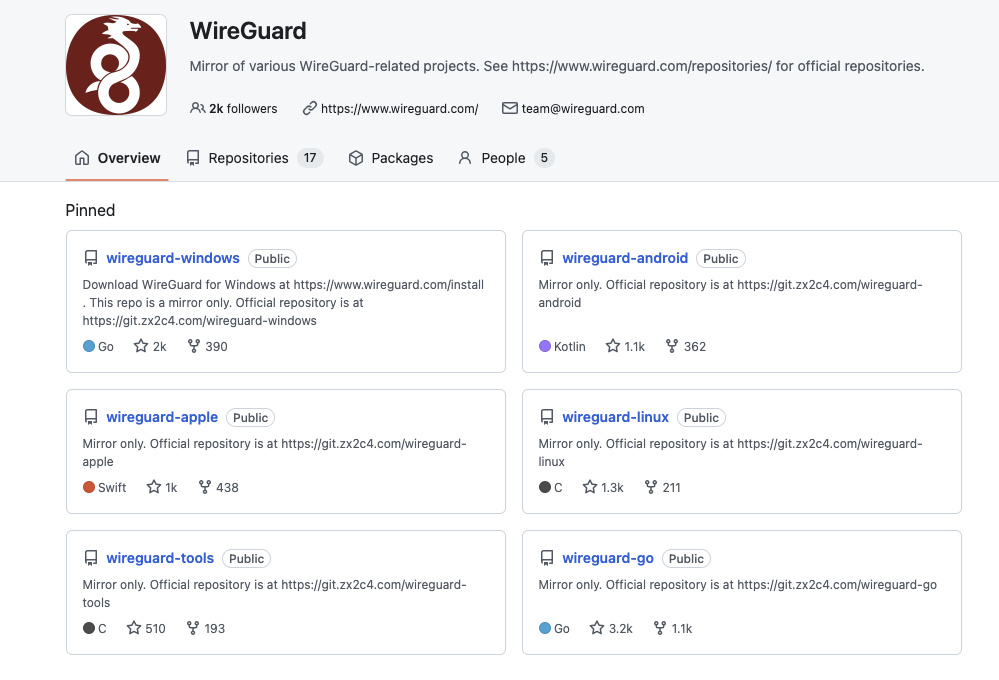 WireGuard
Mirror of various WireGuard-related projects. See https://www.wireguard.com/repositories/ for official repositories.
2k followers https://www.wireguard.com/ team@wireguard.com
Overview Repositories 17 Packages People 5
Pinned
wireguard-windows Public
Download WireGuard for Windows at https://www.wireguard.com/install
. This repo is a mirror only. Official repository is at
https://git.zx2c4.com/wireguard-windows
Go 2k 390
wireguard-android Public
Mirror only. Official repository is at https://git.zx2c4.com/wireguard-
android
Kotlin 1.1k 362
wireguard-apple Public
Mirror only. Official repository is at https://git.zx2c4.com/wireguard-
apple
Swift 1k 438
wireguard-linux Public
Mirror only. Official repository is at https://git.zx2c4.com/wireguard-
linux
C 1.3k 211
wireguard-tools Public
Mirror only. Official repository is at https://git.zx2c4.com/wireguard-
tools
C 510 193
wireguard-go Public
Mirror only. Official repository is at https://git.zx2c4.com/wireguard-go
Go 3.2k 1.1k